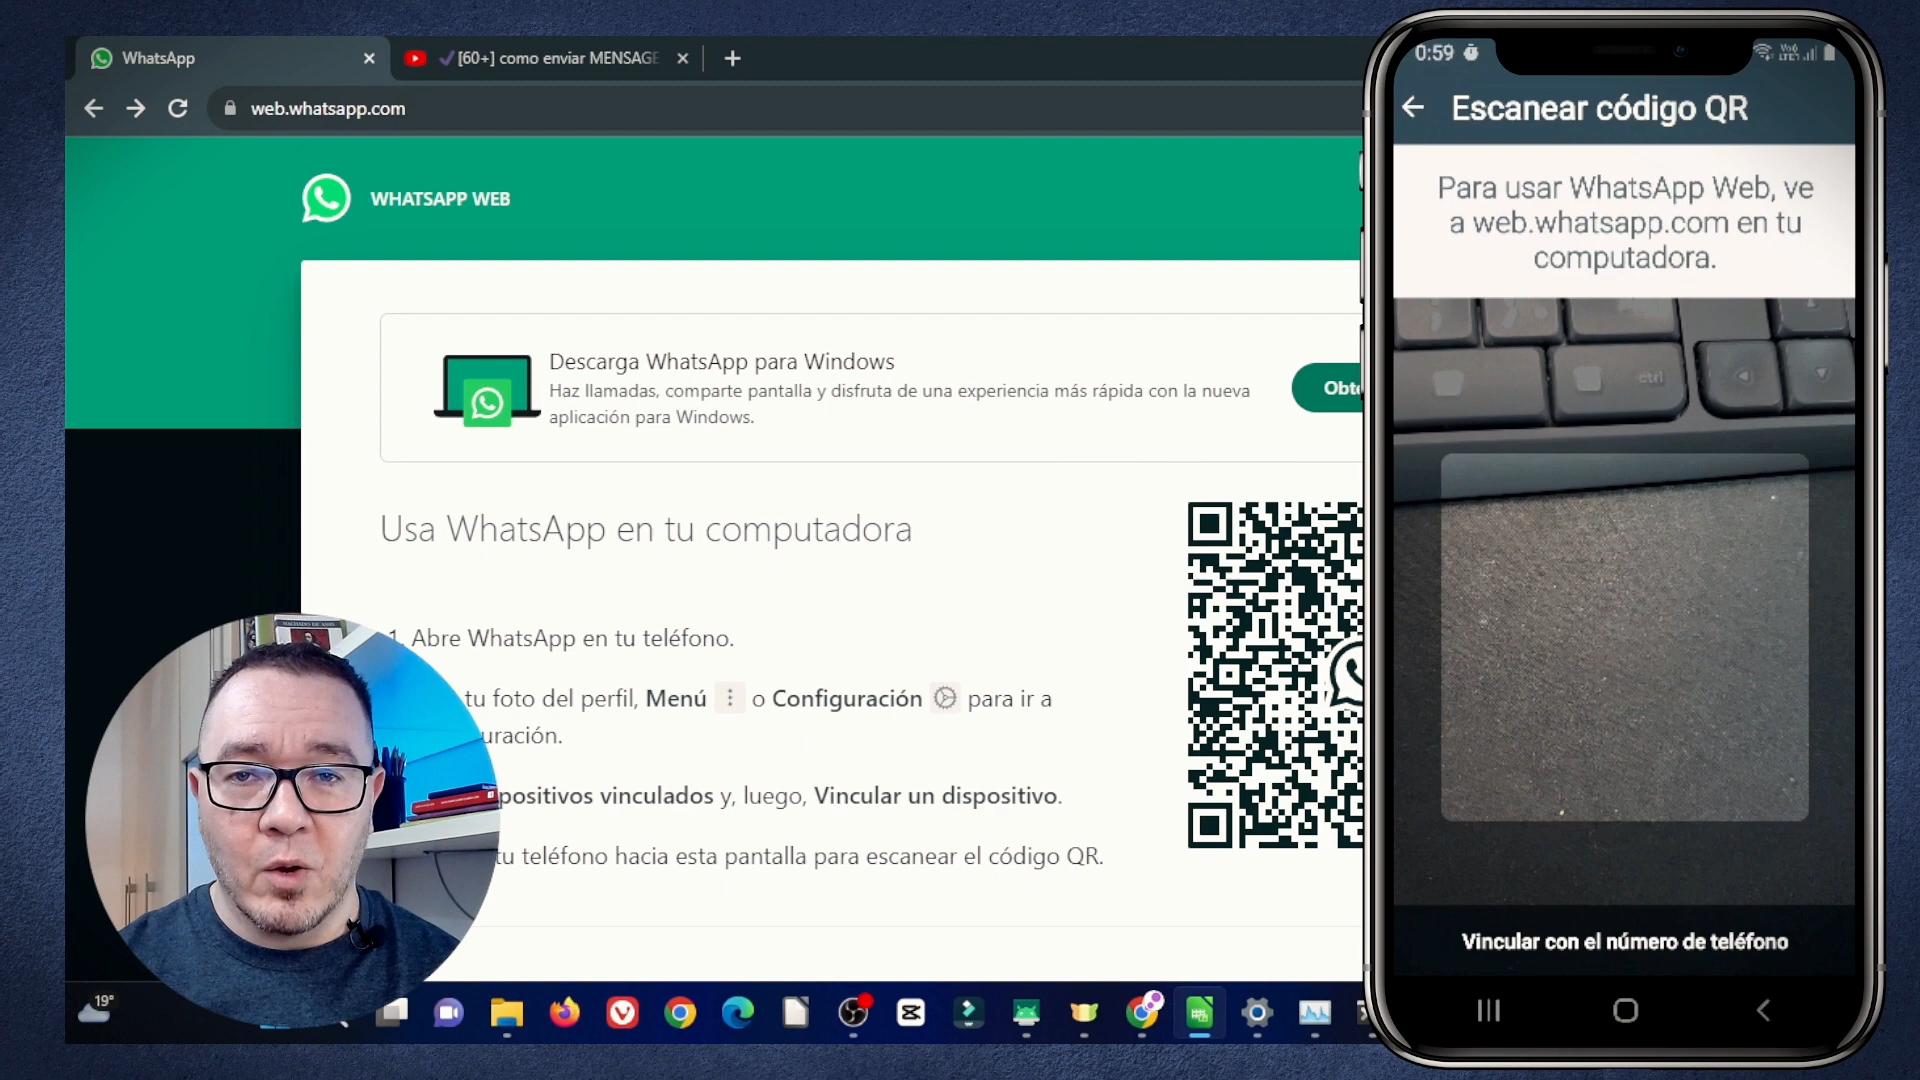 WhatsApp
[60+] como enviar MENSAGE
web.whatsapp.com
WHATSAPP WEB
Descarga WhatsApp para Windows
Haz llamadas, comparte pantalla y disfruta de una experiencia más rápida con la nueva
aplicación para Windows.
Obte
Usa WhatsApp en tu computadora
1. Abre WhatsApp en tu teléfono.
tu foto del perfil, Menú o Configuración para ir a
uración.
positivos vinculados y, luego, Vincular un dispositivo.
tu teléfono hacia esta pantalla para escanear el código QR.
MACHADO DE ASSIS
19°
0:59
Escanear código QR
Para usar WhatsApp Web, ve
a web.whatsapp.com en tu
computadora.
ctrl
Vincular con el número de teléfono